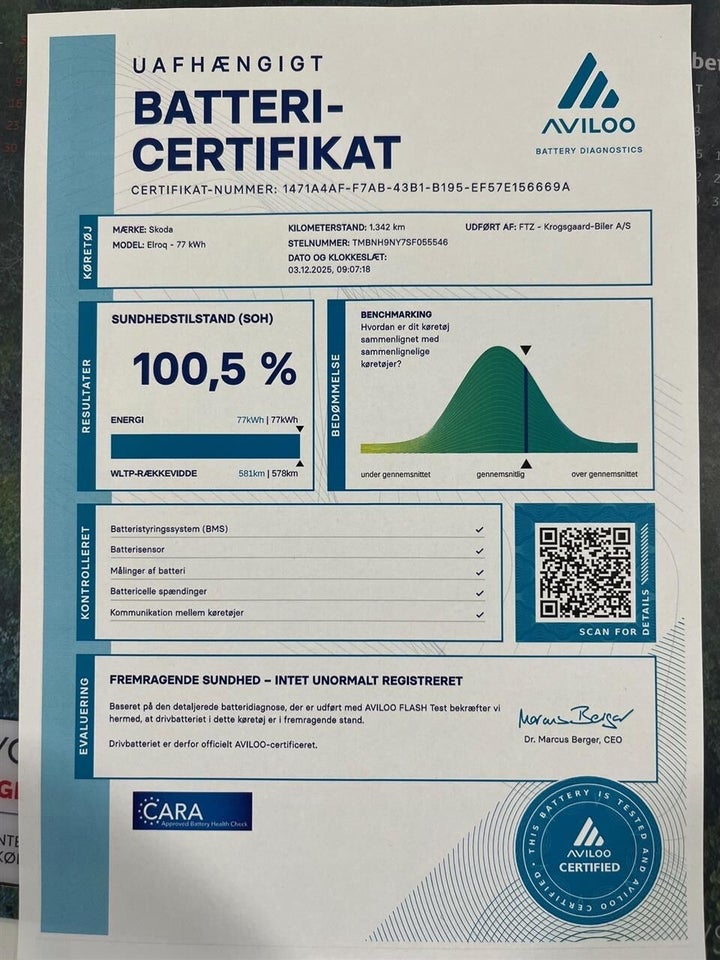 UAFHÆNGIGT
BATTERI-
CERTIFIKAT
CERTIFIKAT-NUMMER: 1471A4AF-F7AB-43B1-B195-EF57E156669A
AVILOO
BATTERY DIAGNOSTICS
KØRETØJ
MÆRKE: Skoda
MODEL: Elroq - 77 kWh
KILOMETERSTAND: 1.342 km
STELNUMMER: TMBNH9NY7SF055546
DATO OG KLOKKESLÆT:
03.12.2025, 09:07:18
UDFØRT AF: FTZ - Krogsgaard-Biler A/S
RESULTATER
SUNDHEDSTILSTAND (SOH)
100,5 %
ENERGI 77kWh | 77kWh
WLTP-RÆKKEVIDDE 581km | 578km
BEDØMMELSE
BENCHMARKING
Hvordan er dit køretøj
sammenlignet med
sammenlignelige
køretøjer?
under gennemsnittet gennemsnitlig over gennemsnittet
KONTROLLERET
Batteristyringssystem (BMS) ✓
Batterisensor ✓
Målinger af batteri ✓
Battericelle spændinger ✓
Kommunikation mellem køretøjer ✓
SCAN FOR DETAILS
EVALUERING
FREMRAGENDE SUNDHED – INTET UNORMALT REGISTRERET
Baseret på den detaljerede batteridiagnose, der er udført med AVILOO FLASH Test bekræfter vi
hermed, at drivbatteriet i dette køretøj er i fremragende stand.
Drivbatteriet er derfor officielt AVILOO-certificeret.
Marcus Berger
Dr. Marcus Berger, CEO
CARA
Approved Battery Health Check
THIS BATTERY IS TESTED AND AVILOO CERTIFIED
AVILOO
CERTIFIED